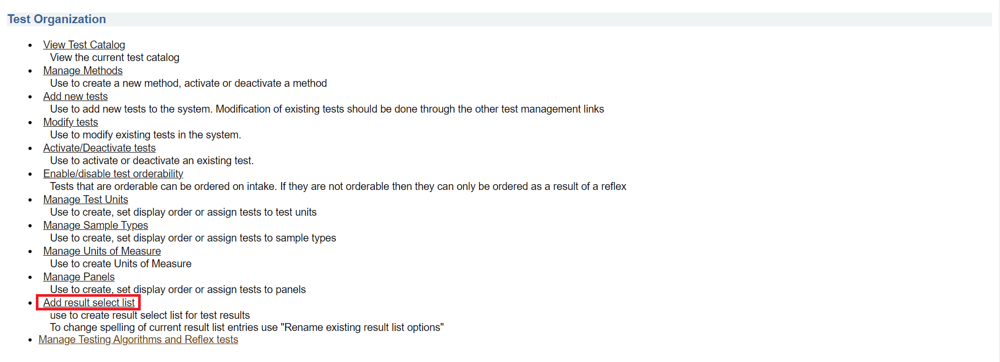 Test Organization
View Test Catalog
View the current test catalog
Manage Methods
Use to create a new method, activate or deactivate a method
Add new tests
Use to add new tests to the system. Modification of existing tests should be done through the other test management links
Modify tests
Use to modify existing tests in the system.
Activate/Deactivate tests
Use to activate or deactivate an existing test.
Enable/disable test orderability
Tests that are orderable can be ordered on intake. If they are not orderable then they can only be ordered as a result of a reflex
Manage Test Units
Use to create, set display order or assign tests to test units
Manage Sample Types
Use to create, set display order or assign tests to sample types
Manage Units of Measure
Use to create Units of Measure
Manage Panels
Use to create, set display order or assign tests to panels
Add result select list
use to create result select list for test results
To change spelling of current result list entries use "Rename existing result list options"
Manage Testing Algorithms and Reflex tests